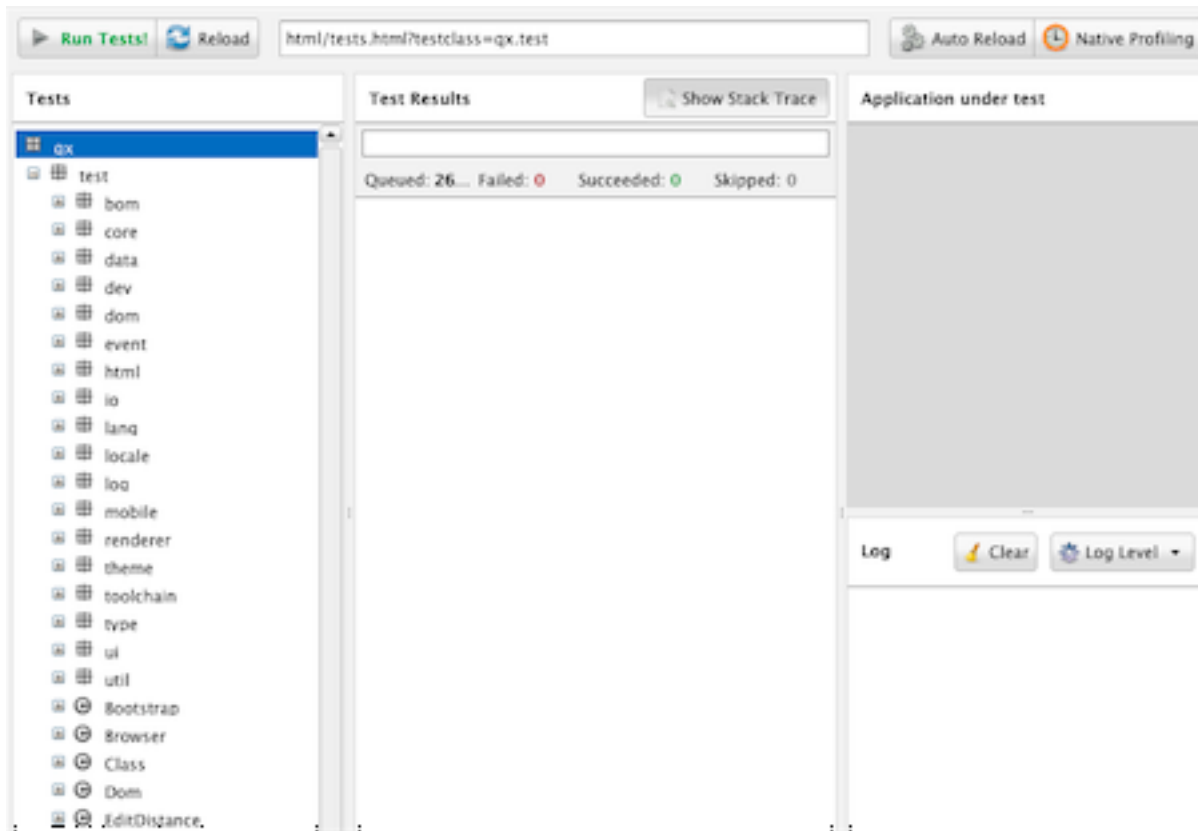 Run Tests! Reload html/tests.html?testclass=qx.test Auto Reload Native Profiling
Tests
Test Results Show Stack Trace
Application under test
qx
test
bom
core
data
dev
dom
event
html
io
lang
locale
log
mobile
renderer
theme
toolchain
type
ui
util
Bootstrap
Browser
Class
Dom
EditDistance
Queued: 26... Failed: 0 Succeeded: 0 Skipped: 0
Log Clear Log Level